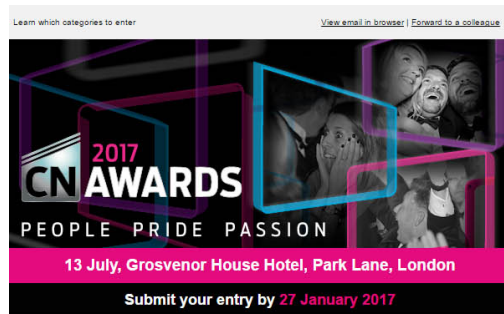 Learn which categories to enter
View email in browser | Forward to a colleague
2017
CN AWARDS
PEOPLE PRIDE PASSION
13 July, Grosvenor House Hotel, Park Lane, London
Submit your entry by 27 January 2017